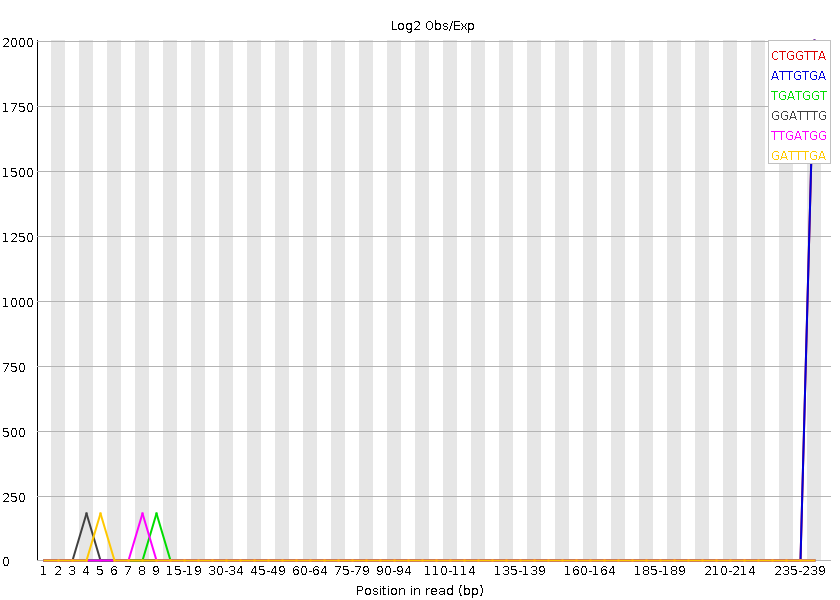 Log2 Obs/Exp
2000
1750
1500
1250
1000
750
500
250
0
CTGGTTA
ATTGTGA
TGATGGT
GGATTTG
TTGATGG
GATTTGA
1 2 3 4 5 6 7 8 9 15-19 30-34 45-49 60-64 75-79 90-94 110-114 135-139 160-164 185-189 210-214 235-239
Position in read (bp)